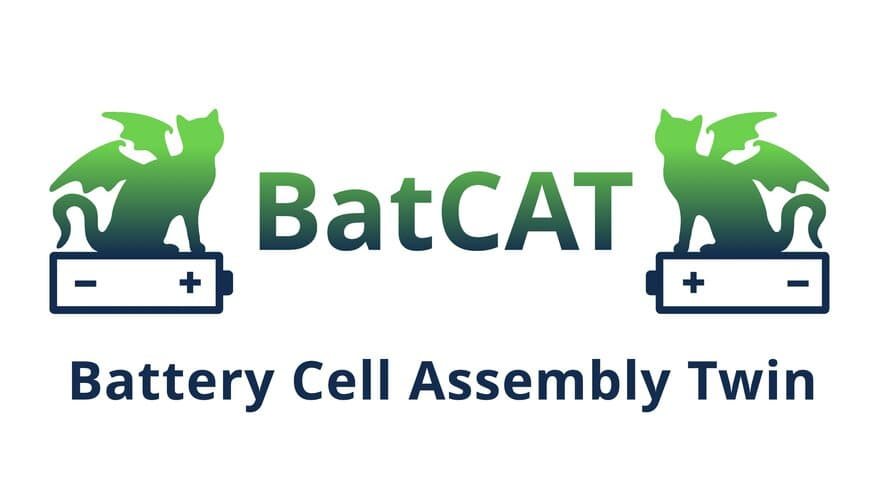 BatCAT
− + + −
Battery Cell Assembly Twin